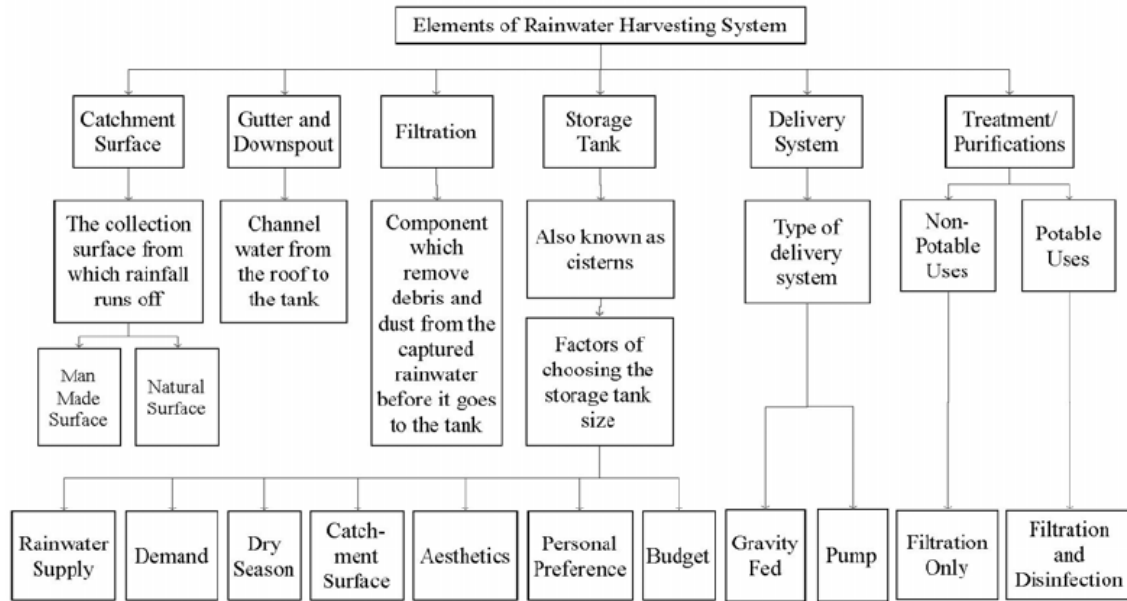 Elements of Rainwater Harvesting System
Catchment
Surface
Gutter and
Downspout
Filtration
Storage
Tank
Delivery
System
Treatment/
Purifications
The collection
surface from
which rainfall
runs off
Channel
water from
the roof to
the tank
Component
which
remove
debris and
dust from the
captured
rainwater
before it goes
to the tank
Also known as
cisterns
Type of
delivery
system
Non-
Potable
Uses
Potable
Uses
Man
Made
Surface
Natural
Surface
Factors of
choosing the
storage tank
size
Rainwater
Supply
Demand
Dry
Season
Catch-
ment
Surface
Aesthetics
Personal
Preference
Budget
Gravity
Fed
Pump
Filtration
Only
Filtration
and
Disinfection